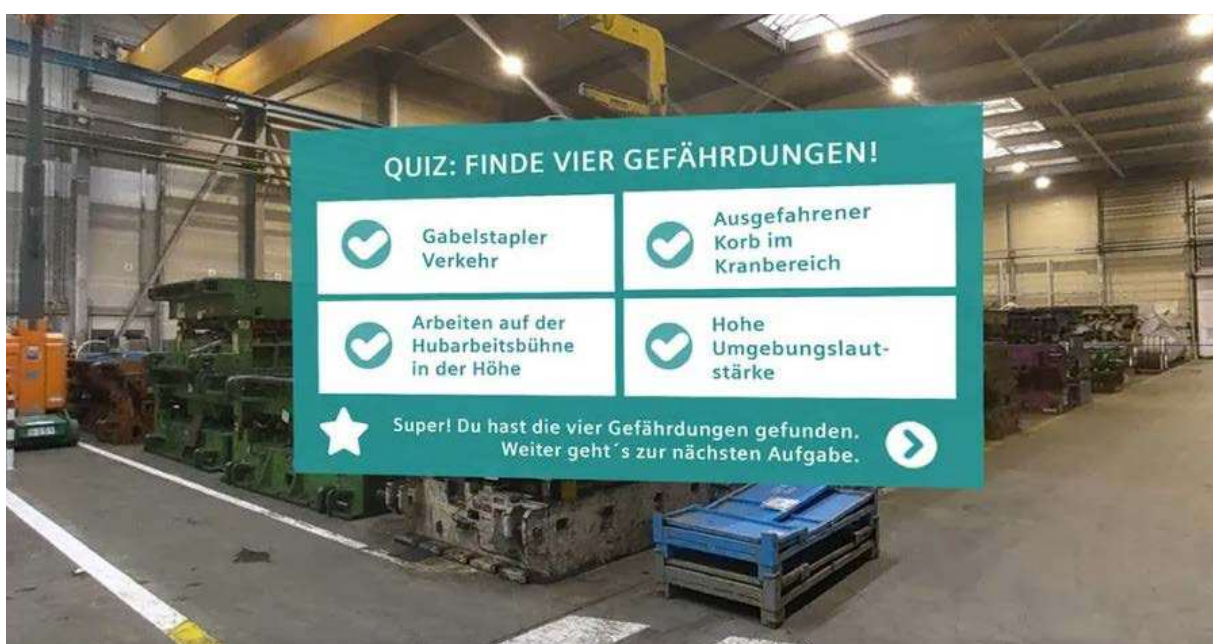 QUIZ: FINDE VIER GEFÄHRDUNGEN!
Gabelstapler
Verkehr
Ausgefahrener
Korb im
Kranbereich
Arbeiten auf der
Hubarbeitsbühne
in der Höhe
Hohe
Umgebungslaut-
stärke
Super! Du hast die vier Gefährdungen gefunden.
Weiter geht´s zur nächsten Aufgabe.